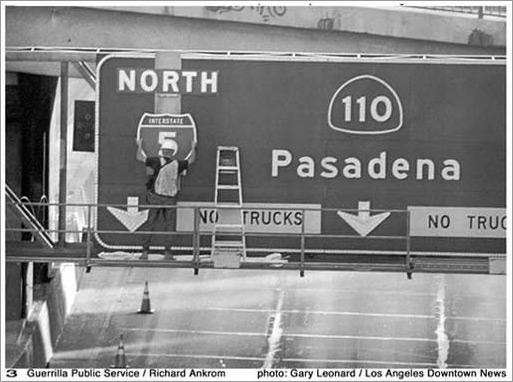 NORTH
INTERSTATE
5
110
Pasadena
NO TRUCKS
NO TRUC
3 Guerrilla Public Service / Richard Ankrom photo: Gary Leonard / Los Angeles Downtown News